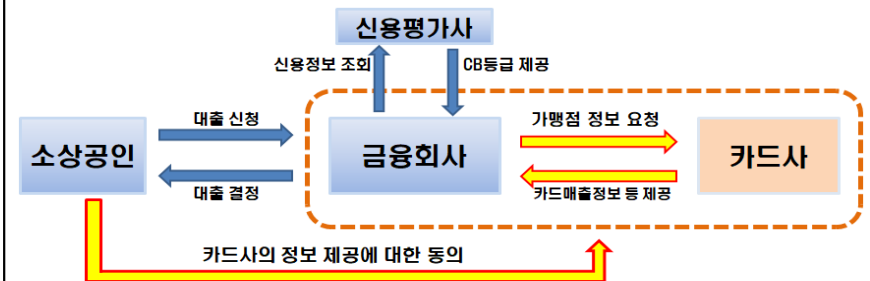 신용평가사
신용정보 조회
CB등급 제공
대출 신청
가맹점 정보 요청
소상공인
금융회사
카드사
대출 결정
카드매출정보 등 제공
카드사의 정보 제공에 대한 동의